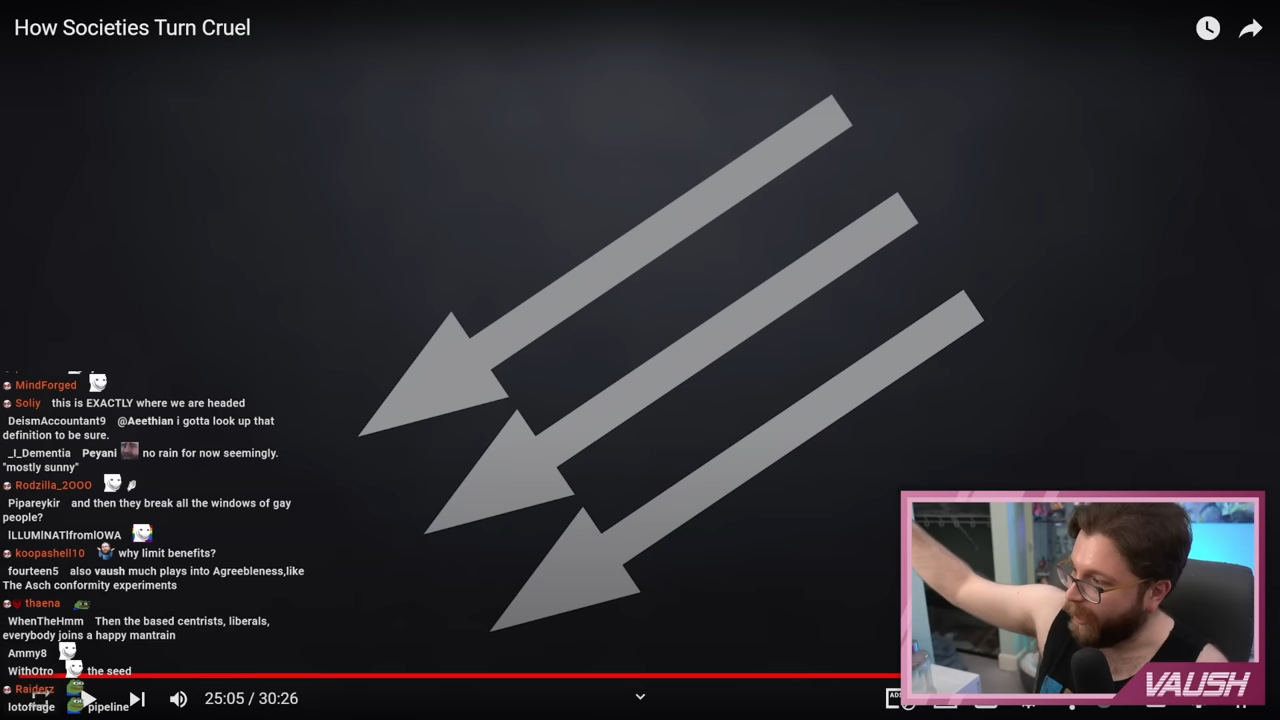 How Societies Turn Cruel
MindForged
Soliy this is EXACTLY where we are headed
DeismAccountant9 @Aeethian i gotta look up that
definition to be sure.
_I_Dementia Peyani no rain for now seemingly.
"mostly sunny"
Rodzilla_2OOO
Pipareykir and then they break all the windows of gay
people?
ILLUMINATIfromIOWA
koopashell10 why limit benefits?
fourteen5 also vaush much plays into Agreebleness,like
The Asch conformity experiments
thaena
WhenTheHmm Then the based centrists, liberals,
everybody joins a happy mantrain
Ammy8
WithOtro the seed
Raiderz
lotoffage pipeline
25:05 / 30:26
VAUSH